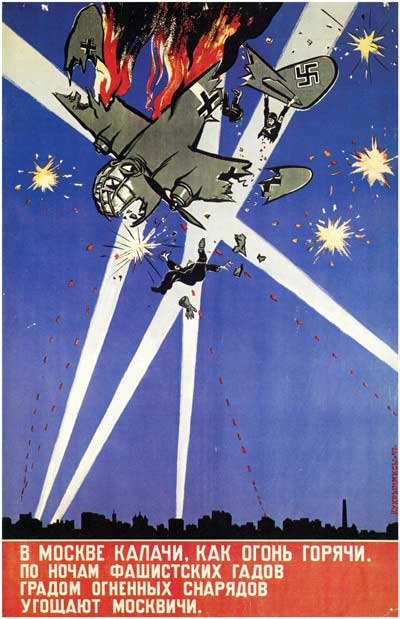 В МОСКВЕ КАЛАЧИ, КАК ОГОНЬ ГОРЯЧИ.
ПО НОЧАМ ФАШИСТСКИХ ГАДОВ
ГРАДОМ ОГНЕННЫХ СНАРЯДОВ
УГОЩАЮТ МОСКВИЧИ.